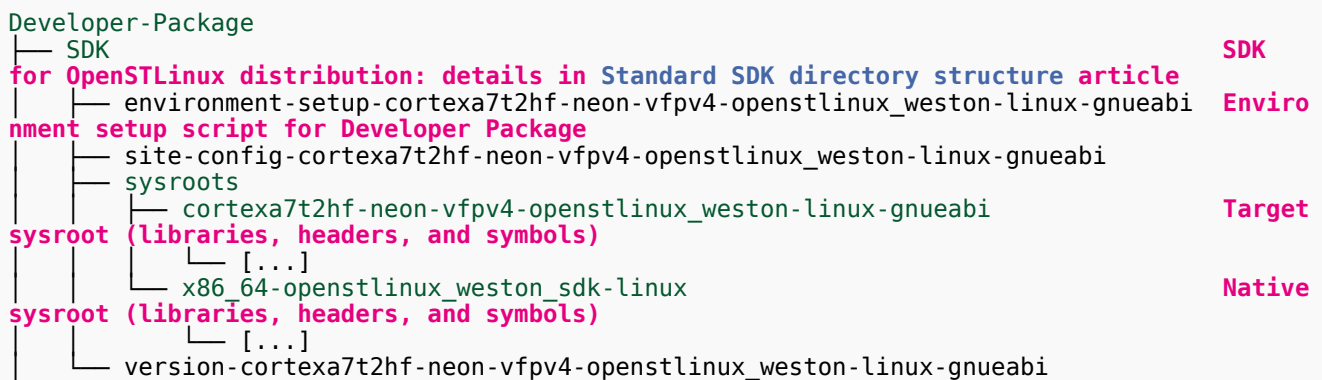 Developer-Package
├── SDK                                                                                SDK
for OpenSTLinux distribution: details in Standard SDK directory structure article
│   ├── environment-setup-cortexa7t2hf-neon-vfpv4-openstlinux_weston-linux-gnueabi  Enviro
nment setup script for Developer Package
│   ├── site-config-cortexa7t2hf-neon-vfpv4-openstlinux_weston-linux-gnueabi
│   ├── sysroots
│   │   ├── cortexa7t2hf-neon-vfpv4-openstlinux_weston-linux-gnueabi                Target
sysroot (libraries, headers, and symbols)
│   │   │   └── [...]
│   │   └── x86_64-openstlinux_weston_sdk-linux                                     Native
sysroot (libraries, headers, and symbols)
│   │       └── [...]
│   └── version-cortexa7t2hf-neon-vfpv4-openstlinux_weston-linux-gnueabi